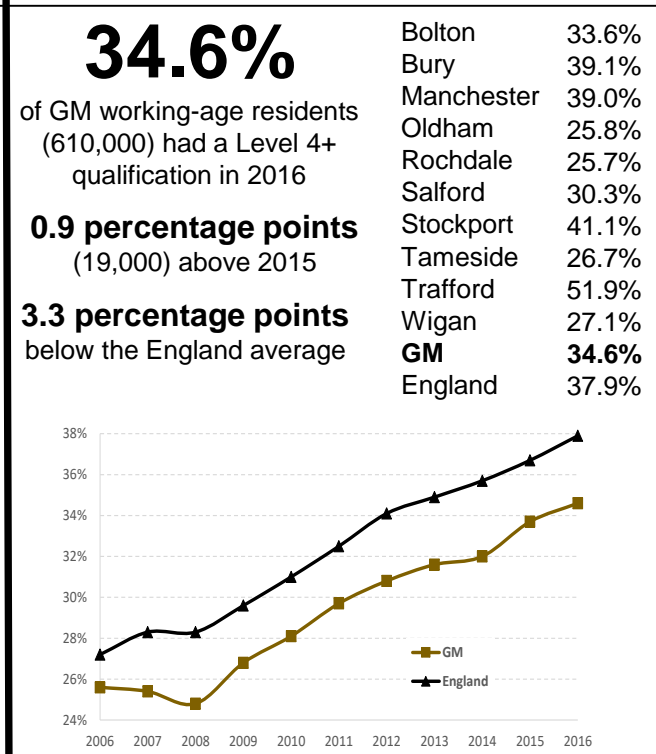 34.6%
of GM working-age residents
(610,000) had a Level 4+
qualification in 2016
0.9 percentage points
(19,000) above 2015
3.3 percentage points
below the England average
Bolton 33.6%
Bury 39.1%
Manchester 39.0%
Oldham 25.8%
Rochdale 25.7%
Salford 30.3%
Stockport 41.1%
Tameside 26.7%
Trafford 51.9%
Wigan 27.1%
GM 34.6%
England 37.9%
38%
36%
34%
32%
30%
28%
26%
24%
GM
England
2006 2007 2008 2009 2010 2011 2012 2013 2014 2015 2016